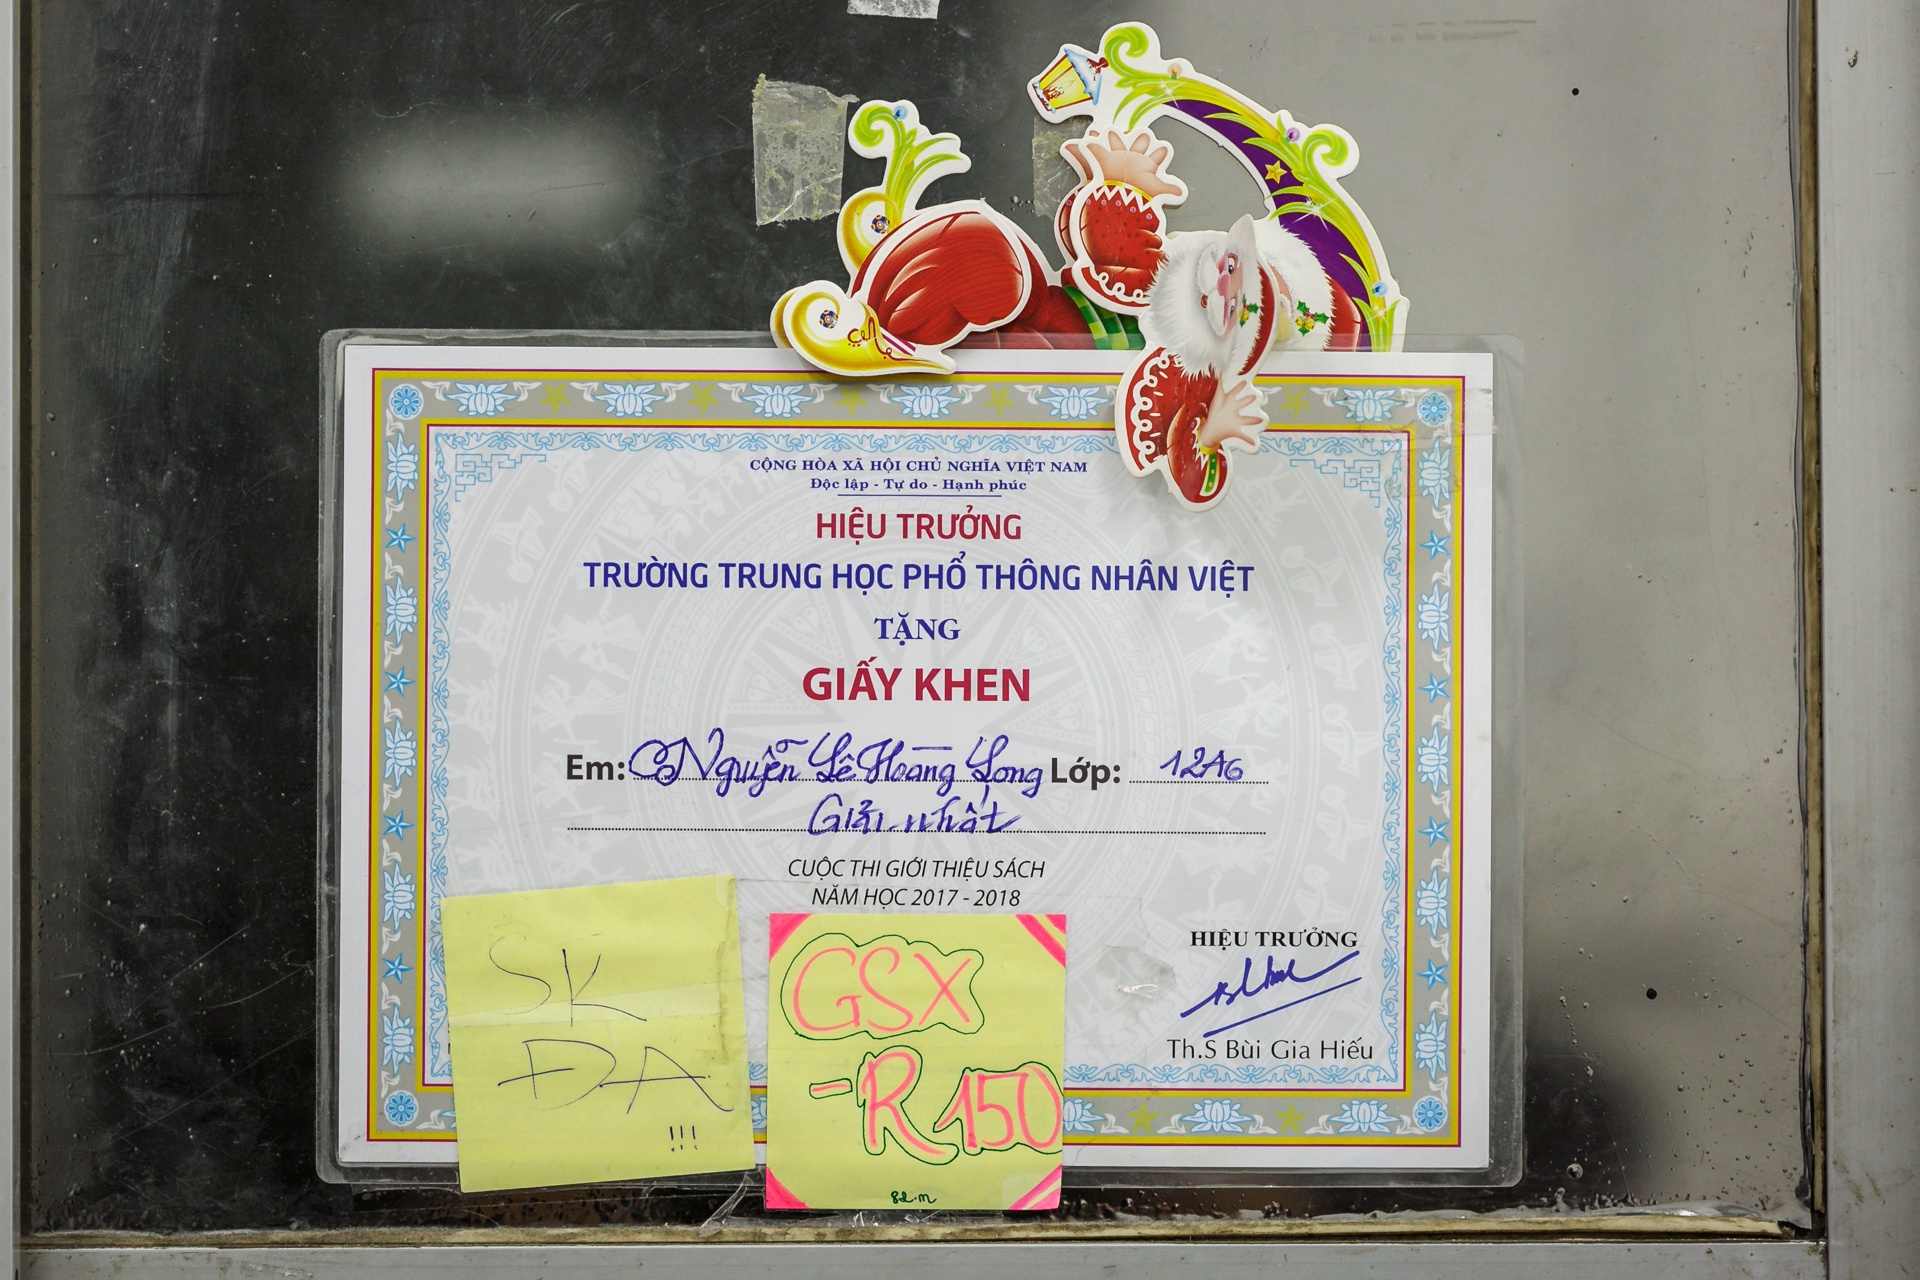 CỘNG HÒA XÃ HỘI CHỦ NGHĨA VIỆT NAM
Độc lập - Tự do - Hạnh phúc
HIỆU TRƯỞNG
TRƯỜNG TRUNG HỌC PHỔ THÔNG NHÂN VIỆT
TẶNG
GIẤY KHEN
Em: Nguyễn Lê Hoàng Long Lớp: 12A6
Giải nhất
CUỘC THI GIỚI THIỆU SÁCH
NĂM HỌC 2017 - 2018
HIỆU TRƯỞNG
Th.S Bùi Gia Hiếu
SK
ĐA
!!!
GSX
-R150